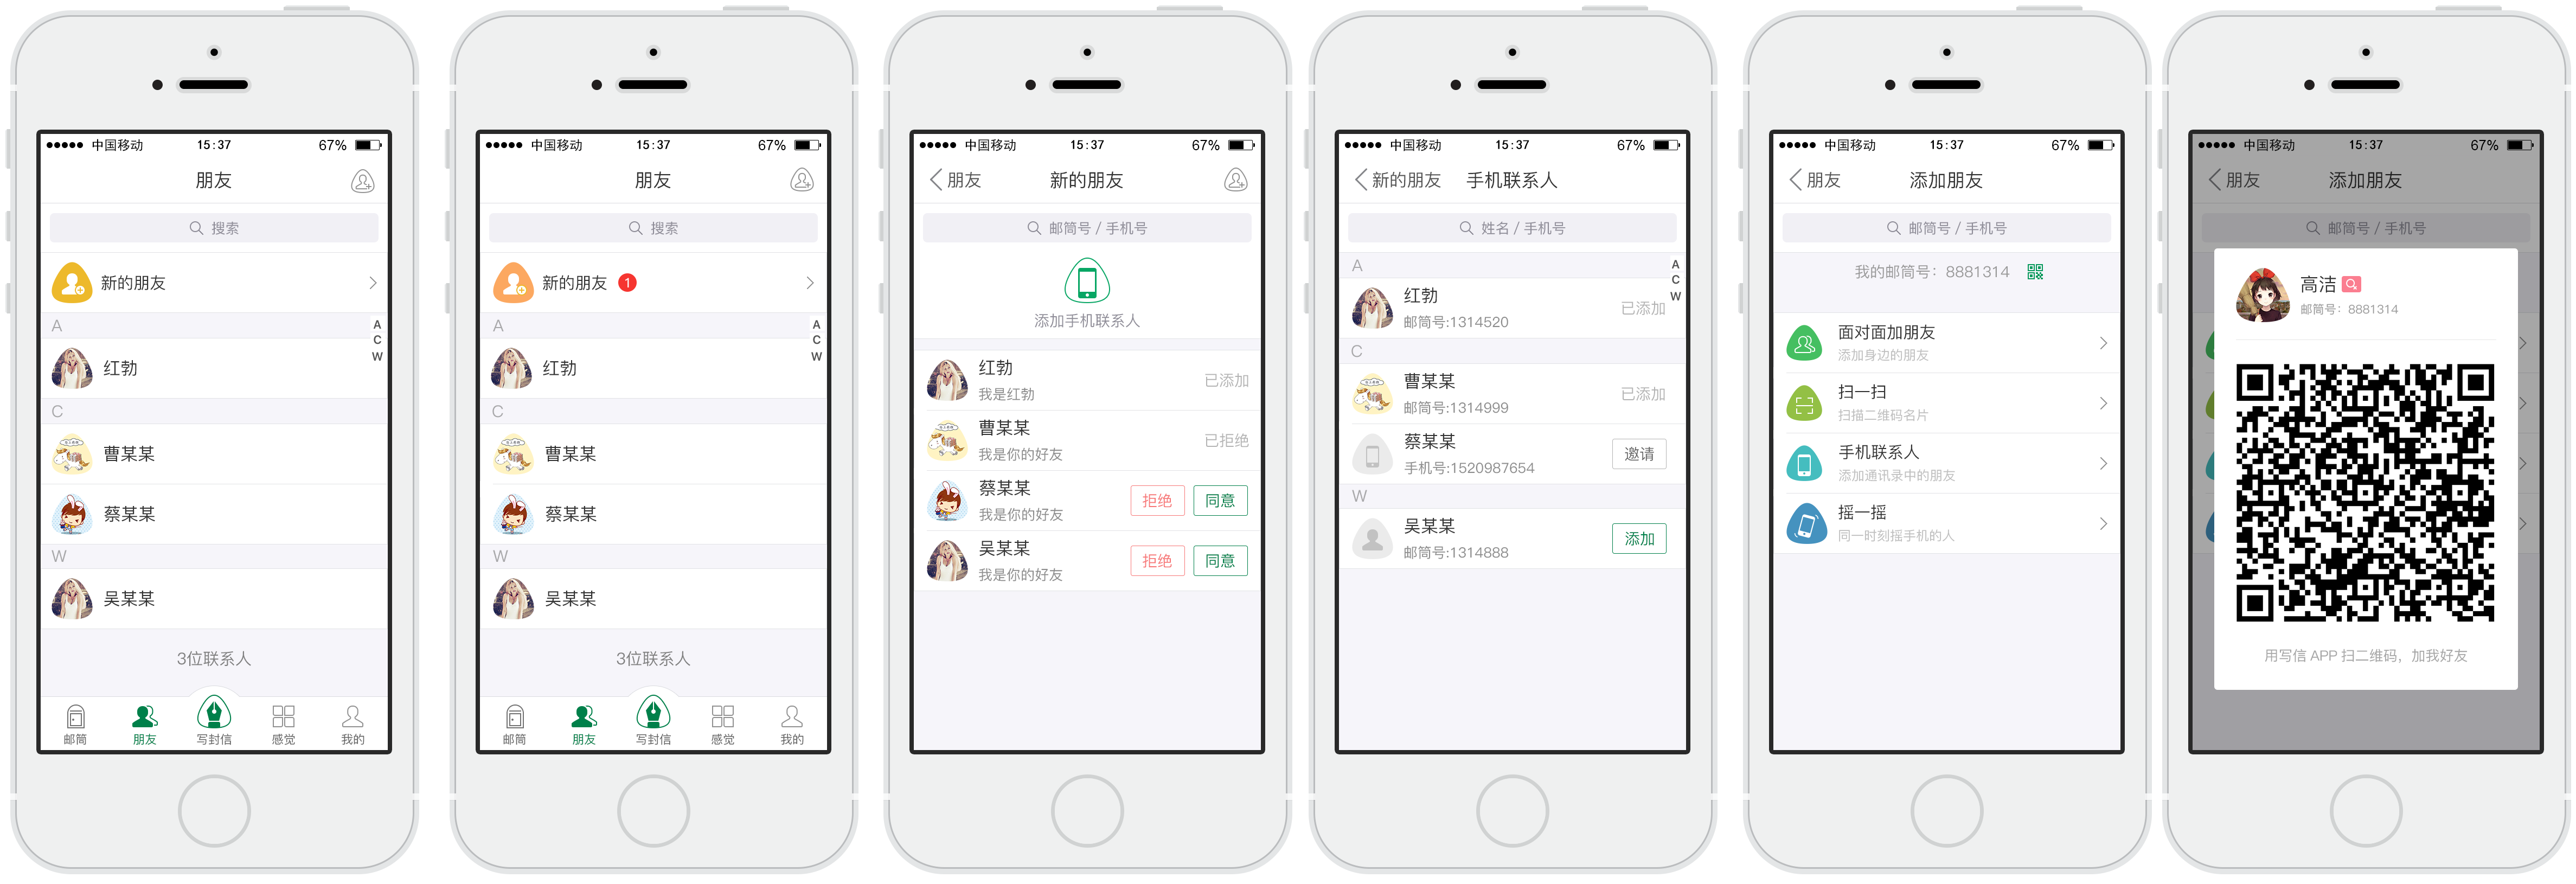 中国移动 15:37 67%
朋友
搜索
新的朋友
A
A
C
W
红勃
C
曹某某
蔡某某
W
吴某某
3位联系人
邮筒 朋友 写封信 感觉 我的
中国移动 15:37 67%
朋友
搜索
新的朋友 1
A
A
C
W
红勃
C
曹某某
蔡某某
W
吴某某
3位联系人
邮筒 朋友 写封信 感觉 我的
中国移动 15:37 67%
朋友 新的朋友
邮筒号 / 手机号
添加手机联系人
红勃
我是红勃
已添加
曹某某
我是你的好友
已拒绝
蔡某某
我是你的好友
拒绝 同意
吴某某
我是你的好友
拒绝 同意
中国移动 15:37 67%
新的朋友 手机联系人
姓名 / 手机号
A
A
C
W
红勃
邮筒号:1314520
已添加
C
曹某某
邮筒号:1314999
已添加
蔡某某
手机号:1520987654
邀请
W
吴某某
邮筒号:1314888
添加
中国移动 15:37 67%
朋友 添加朋友
邮筒号 / 手机号
我的邮筒号：8881314
面对面加朋友
添加身边的朋友
扫一扫
扫描二维码名片
手机联系人
添加通讯录中的朋友
摇一摇
同一时刻摇手机的人
中国移动 15:37 67%
朋友 添加朋友
邮筒号 / 手机号
高洁
邮筒号：8881314
用写信 APP 扫二维码，加我好友